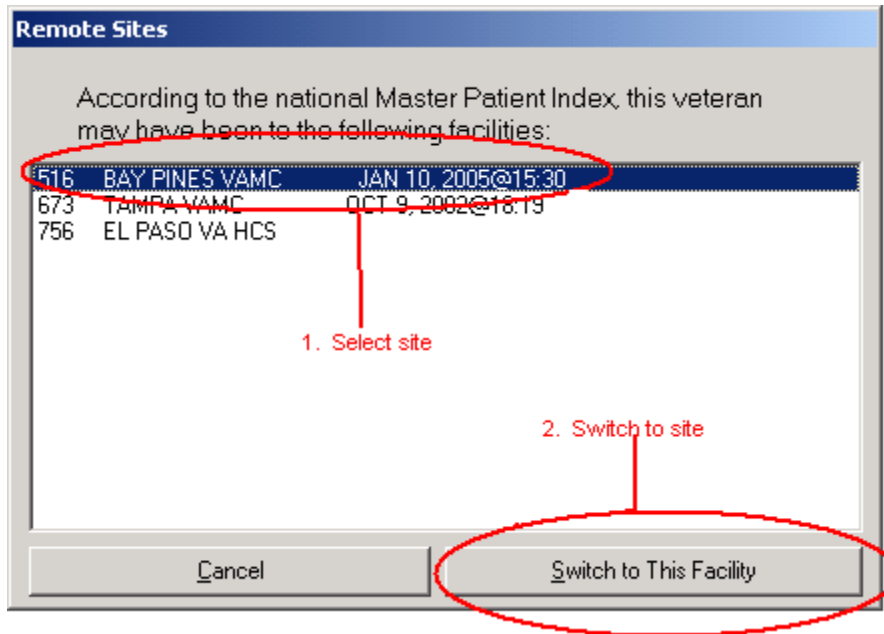 Remote Sites
According to the national Master Patient Index, this veteran
may have been to the following facilities:
516 BAY PINES VAMC JAN 10, 2005@15:30
673 TAMPA VAMC OCT 9, 2002@18:19
756 EL PASO VA HCS
1. Select site
2. Switch to site
Cancel
Switch to This Facility